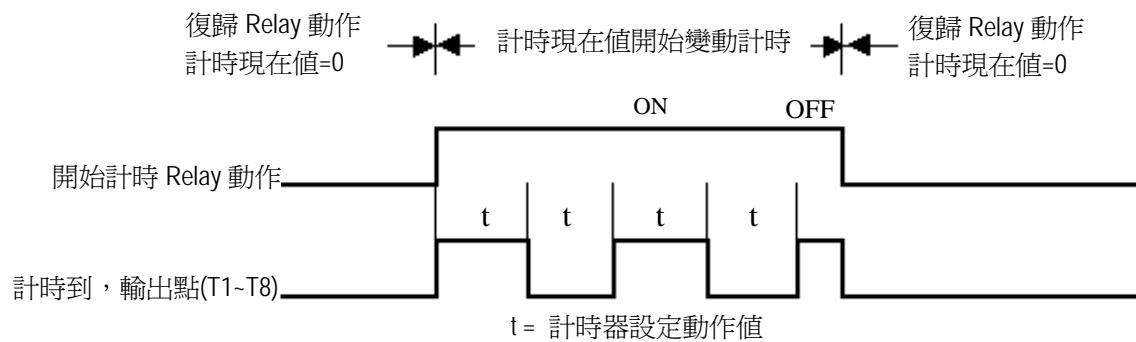 復歸 Relay 動作
計時現在值=0
計時現在值開始變動計時
復歸 Relay 動作
計時現在值=0
ON
OFF
開始計時 Relay 動作
t
t
t
t
計時到，輸出點(T1~T8)
t = 計時器設定動作值